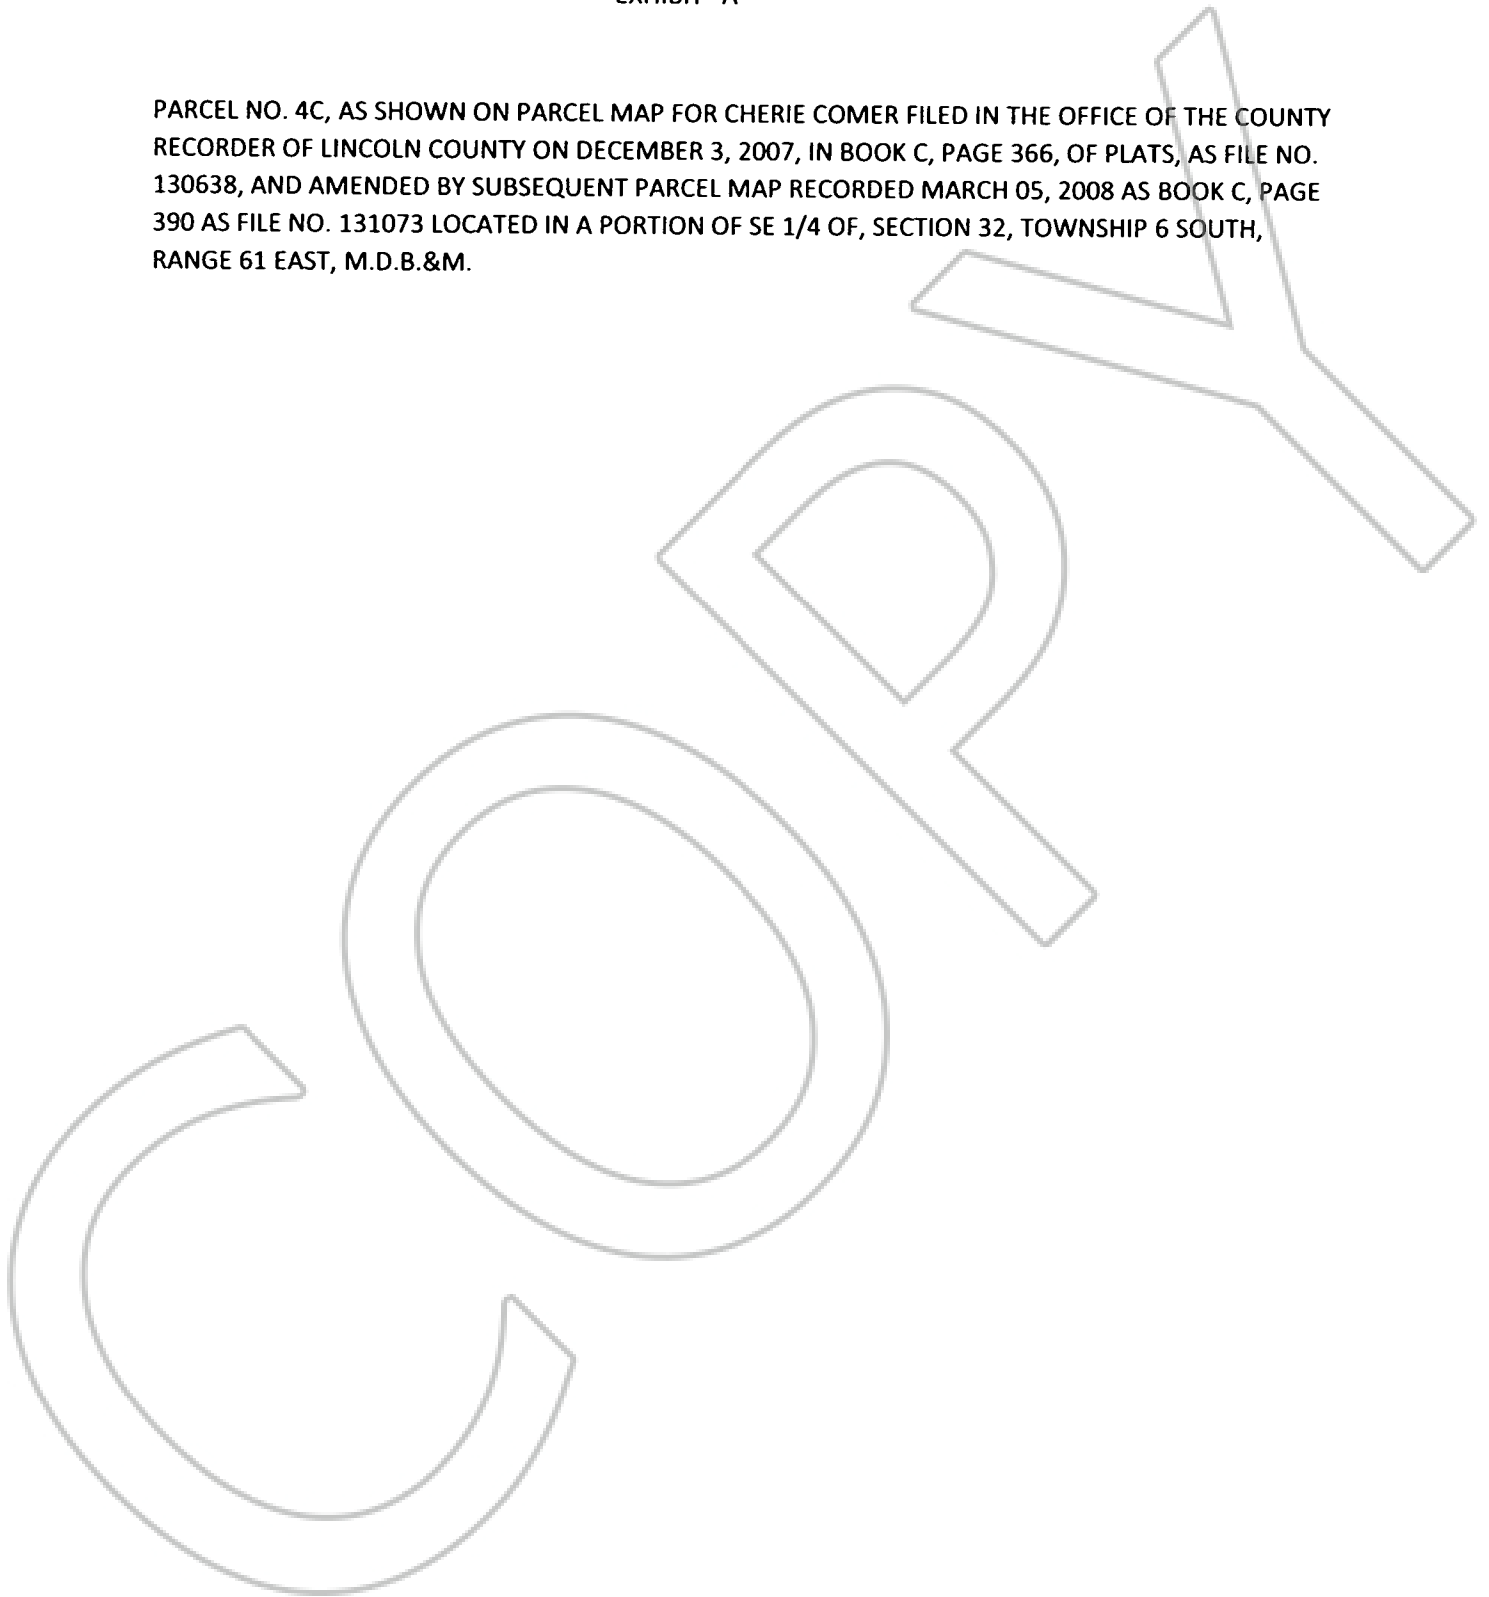 EXHIBIT "A"
PARCEL NO. 4C, AS SHOWN ON PARCEL MAP FOR CHERIE COMER FILED IN THE OFFICE OF THE COUNTY
RECORDER OF LINCOLN COUNTY ON DECEMBER 3, 2007, IN BOOK C, PAGE 366, OF PLATS, AS FILE NO.
130638, AND AMENDED BY SUBSEQUENT PARCEL MAP RECORDED MARCH 05, 2008 AS BOOK C, PAGE
390 AS FILE NO. 131073 LOCATED IN A PORTION OF SE 1/4 OF, SECTION 32, TOWNSHIP 6 SOUTH,
RANGE 61 EAST, M.D.B.&M.
COPY